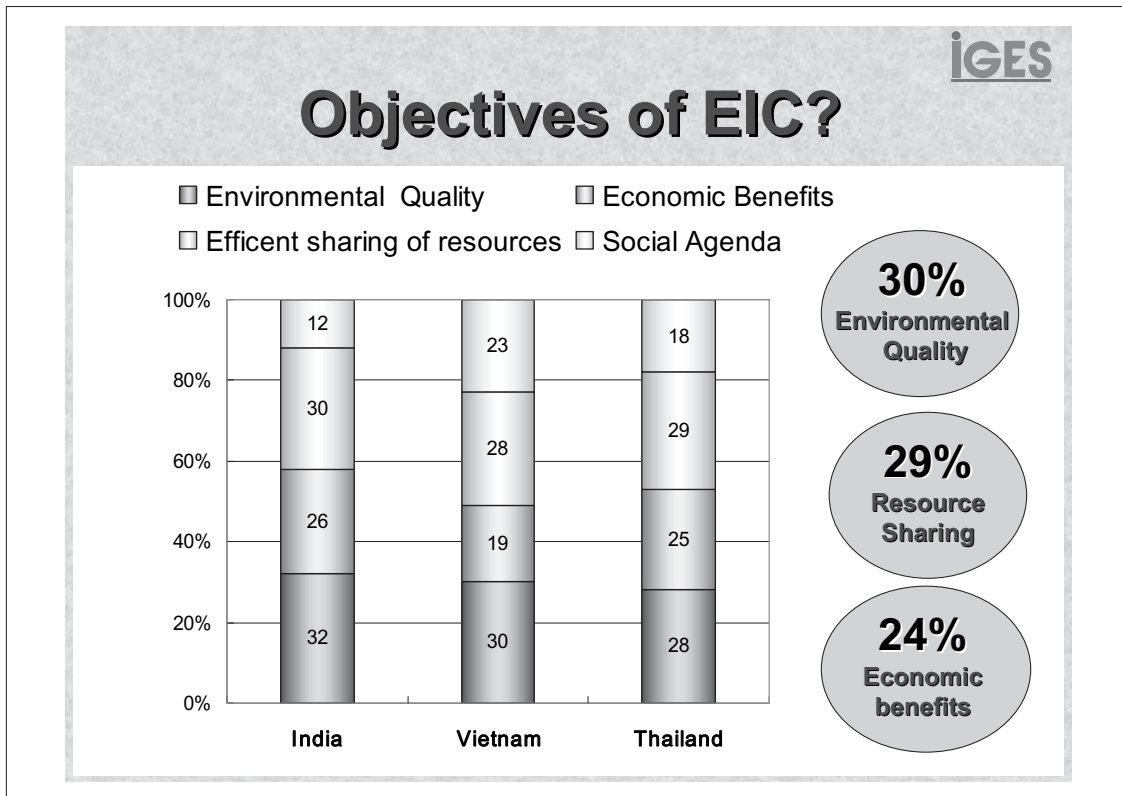 iGES
Objectives of EIC?
Environmental Quality
Economic Benefits
Efficent sharing of resources
Social Agenda
100%
80%
60%
40%
20%
0%
12
30
26
32
23
28
19
30
18
29
25
28
India
Vietnam
Thailand
30%
Environmental
Quality
29%
Resource
Sharing
24%
Economic
benefits